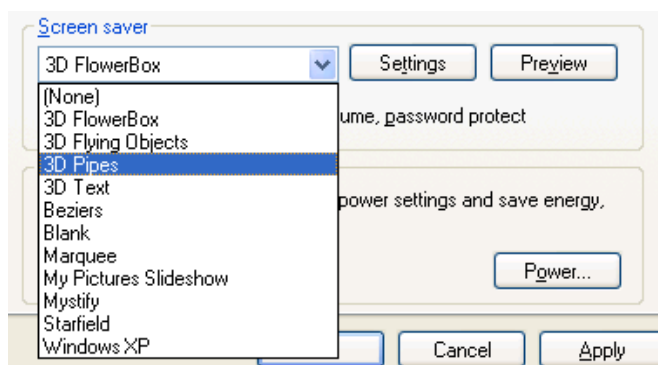 Screen saver
3D FlowerBox
Settings
Preview
(None)
3D FlowerBox
ume, password protect
3D Flying Objects
3D Pipes
3D Text
power settings and save energy,
Beziers
Blank
Marquee
My Pictures Slideshow
Power...
Mystify
Starfield
Windows XP
Cancel
Apply